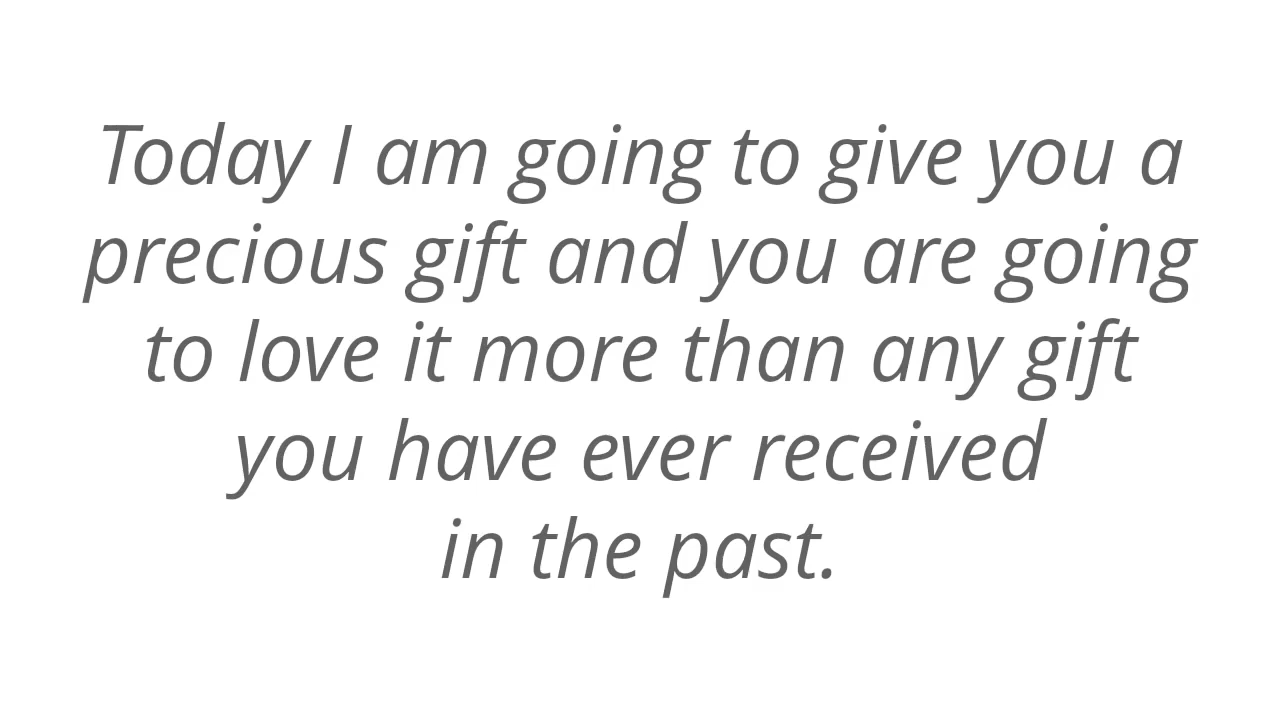 Today I am going to give you a
precious gift and you are going
to love it more than any gift
you have ever received
in the past.